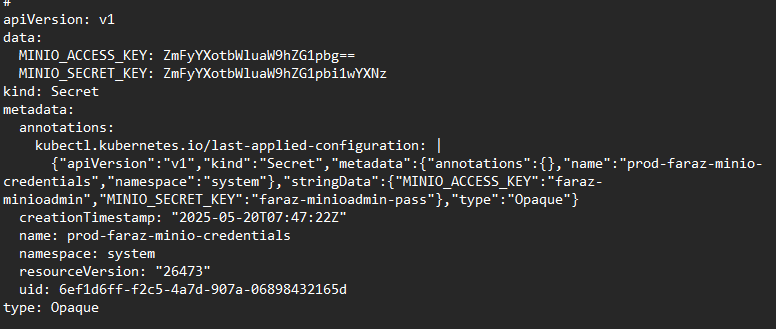 #
apiVersion: v1
data:
  MINIO_ACCESS_KEY: ZmFyYXotbWluaW9hZG1pbg==
  MINIO_SECRET_KEY: ZmFyYXotbWluaW9hZG1pbi1wYXNz
kind: Secret
metadata:
  annotations:
    kubectl.kubernetes.io/last-applied-configuration: |
      {"apiVersion":"v1","kind":"Secret","metadata":{"annotations":{},"name":"prod-faraz-minio-
credentials","namespace":"system"},"stringData":{"MINIO_ACCESS_KEY":"faraz-
minioadmin","MINIO_SECRET_KEY":"faraz-minioadmin-pass"},"type":"Opaque"}
  creationTimestamp: "2025-05-20T07:47:22Z"
  name: prod-faraz-minio-credentials
  namespace: system
  resourceVersion: "26473"
  uid: 6ef1d6ff-f2c5-4a7d-907a-06898432165d
type: Opaque